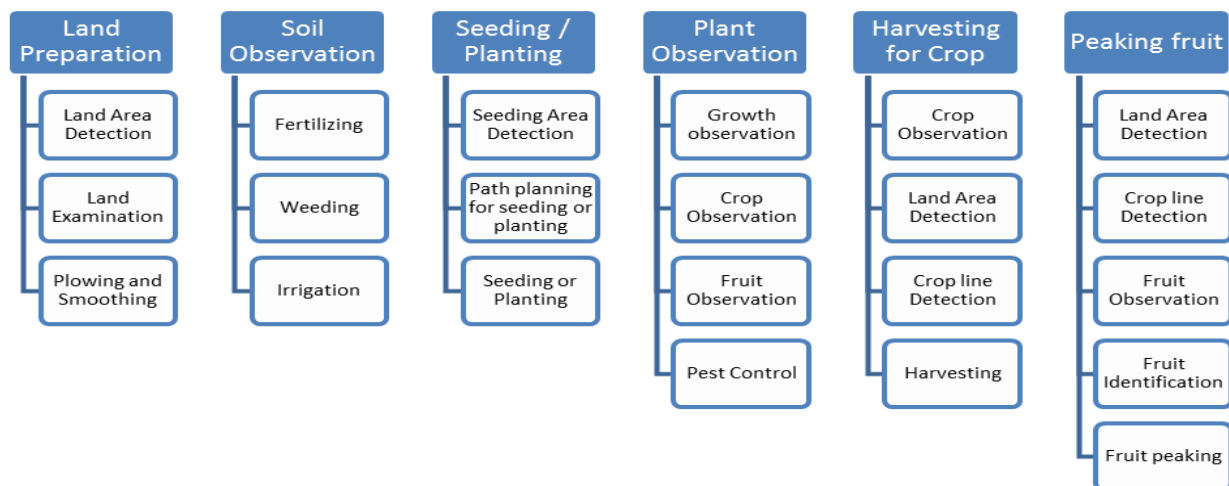 Land
Preparation
Land Area
Detection
Land
Examination
Plowing and
Smoothing
Soil
Observation
Fertilizing
Weeding
Irrigation
Seeding /
Planting
Seeding Area
Detection
Path planning
for seeding or
planting
Seeding or
Planting
Plant
Observation
Growth
observation
Crop
Observation
Fruit
Observation
Pest Control
Harvesting
for Crop
Crop
Observation
Land Area
Detection
Crop line
Detection
Harvesting
Peaking fruit
Land Area
Detection
Crop line
Detection
Fruit
Observation
Fruit
Identification
Fruit peaking